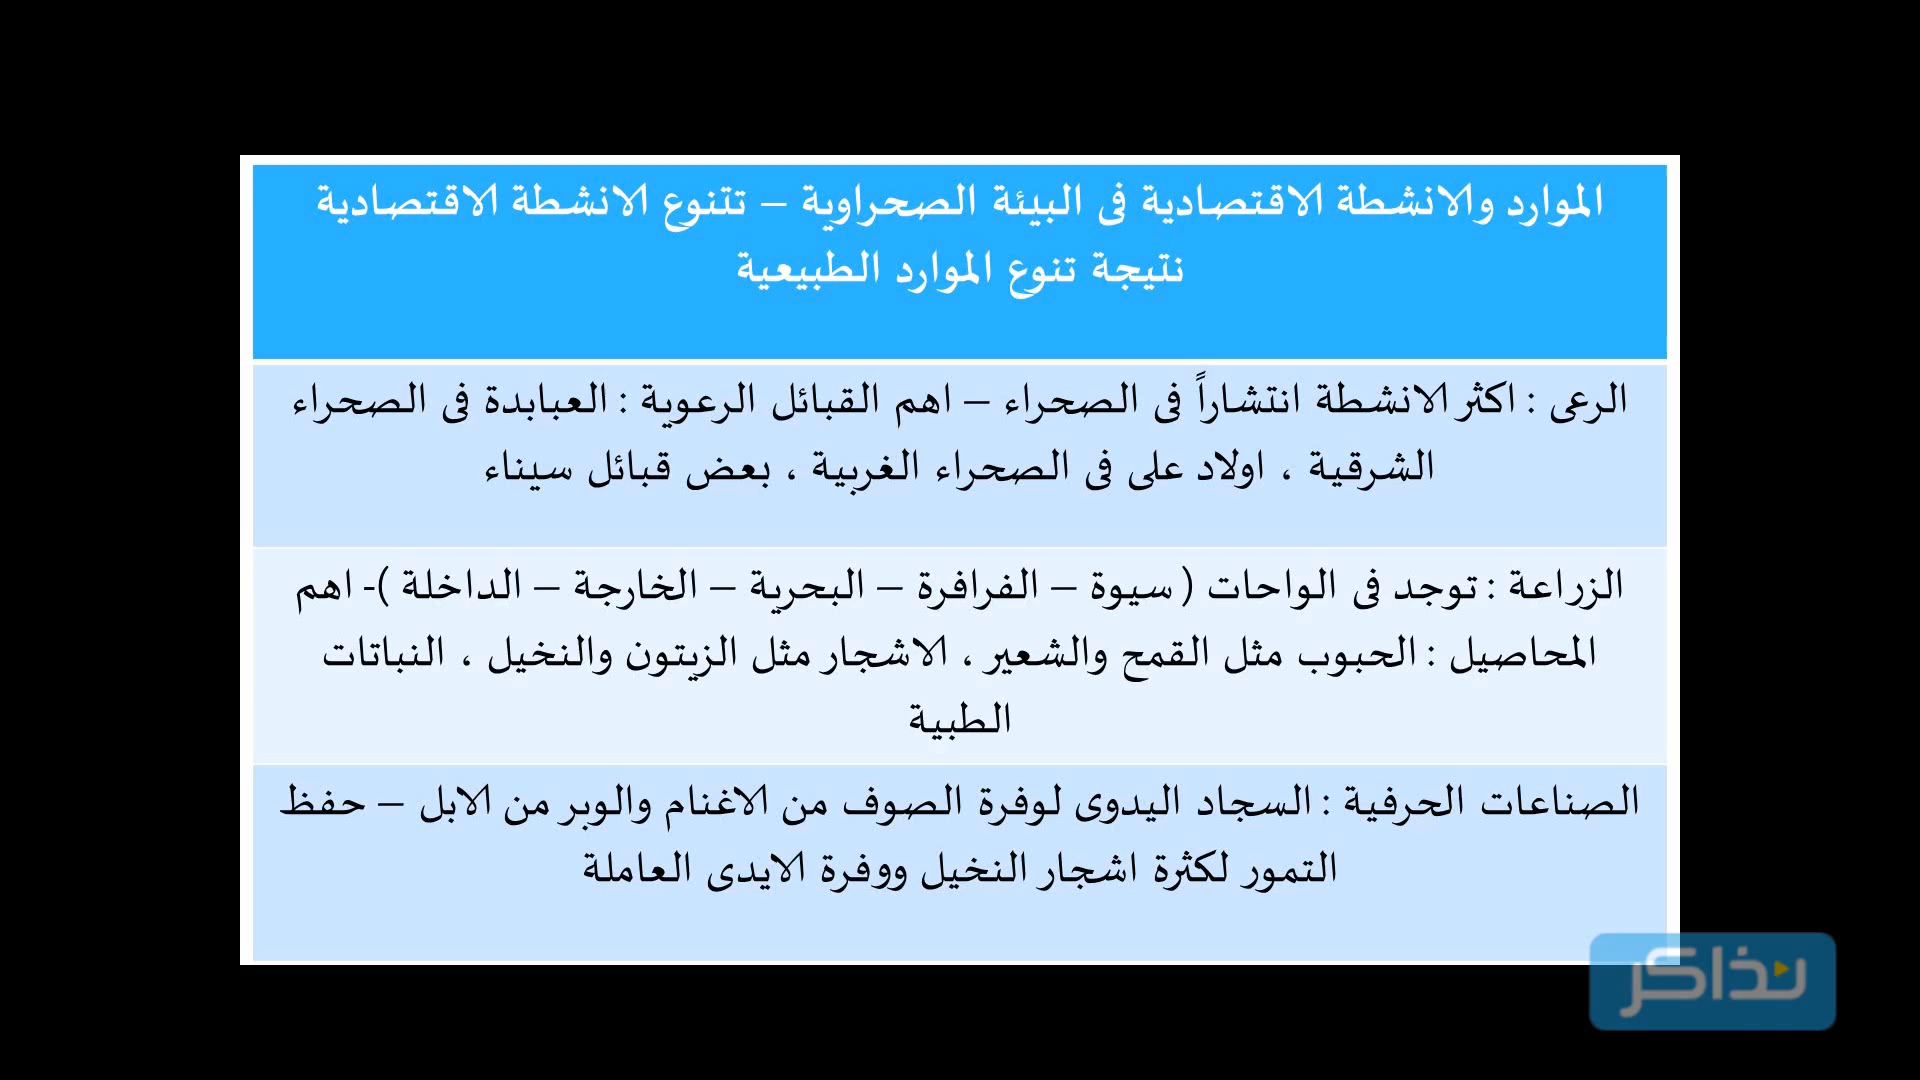 الموارد والانشطة الاقتصادية فى البيئة الصحراوية – تتنوع الانشطة الاقتصادية
نتيجة تنوع الموارد الطبيعية
الرعى : اكثر الانشطة انتشاراً فى الصحراء – اهم القبائل الرعوية : العبابدة فى الصحراء
الشرقية ، اولاد على فى الصحراء الغربية ، بعض قبائل سيناء
الزراعة : توجد فى الواحات ( سيوة – الفرافرة – البحرية – الخارجة – الداخلة )- اهم
المحاصيل : الحبوب مثل القمح والشعير ، الاشجار مثل الزيتون والنخيل ، النباتات
الطبية
الصناعات الحرفية : السجاد اليدوى لوفرة الصوف من الاغنام والوبر من الابل – حفظ
التمور لكثرة اشجار النخيل ووفرة الايدى العاملة
نذاكر